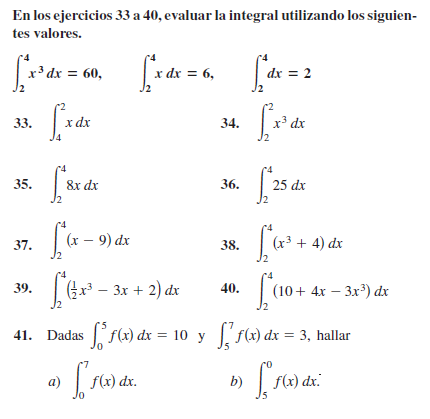 En los ejercicios 33 a 40, evaluar la integral utilizando los siguien-
tes valores.
∫₂⁴ x³ dx = 60, ∫₂⁴ x dx = 6, ∫₂⁴ dx = 2
33. ∫₄² x dx 34. ∫₂² x³ dx
35. ∫₂⁴ 8x dx 36. ∫₂⁴ 25 dx
37. ∫₂⁴ (x − 9) dx 38. ∫₂⁴ (x³ + 4) dx
39. ∫₂⁴ (½x³ − 3x + 2) dx 40. ∫₂⁴ (10 + 4x − 3x³) dx
41. Dadas ∫₀⁵ f(x) dx = 10 y ∫₅⁷ f(x) dx = 3, hallar
a) ∫₀⁷ f(x) dx. b) ∫₅⁰ f(x) dx.